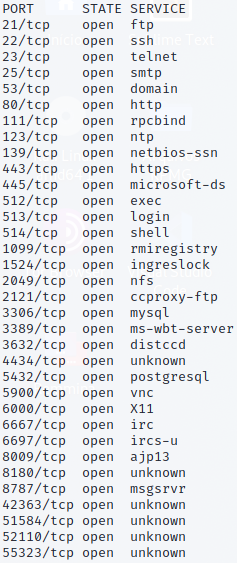 PORT STATE SERVICE
21/tcp open ftp
22/tcp open ssh
23/tcp open telnet
25/tcp open smtp
53/tcp open domain
80/tcp open http
111/tcp open rpcbind
123/tcp open ntp
139/tcp open netbios-ssn
443/tcp open https
445/tcp open microsoft-ds
512/tcp open exec
513/tcp open login
514/tcp open shell
1099/tcp open rmiregistry
1524/tcp open ingreslock
2049/tcp open nfs
2121/tcp open ccproxy-ftp
3306/tcp open mysql
3389/tcp open ms-wbt-server
3632/tcp open distccd
4434/tcp open unknown
5432/tcp open postgresql
5900/tcp open vnc
6000/tcp open X11
6667/tcp open irc
6697/tcp open ircs-u
8009/tcp open ajp13
8180/tcp open unknown
8787/tcp open msgsrvr
42363/tcp open unknown
51584/tcp open unknown
52110/tcp open unknown
55323/tcp open unknown